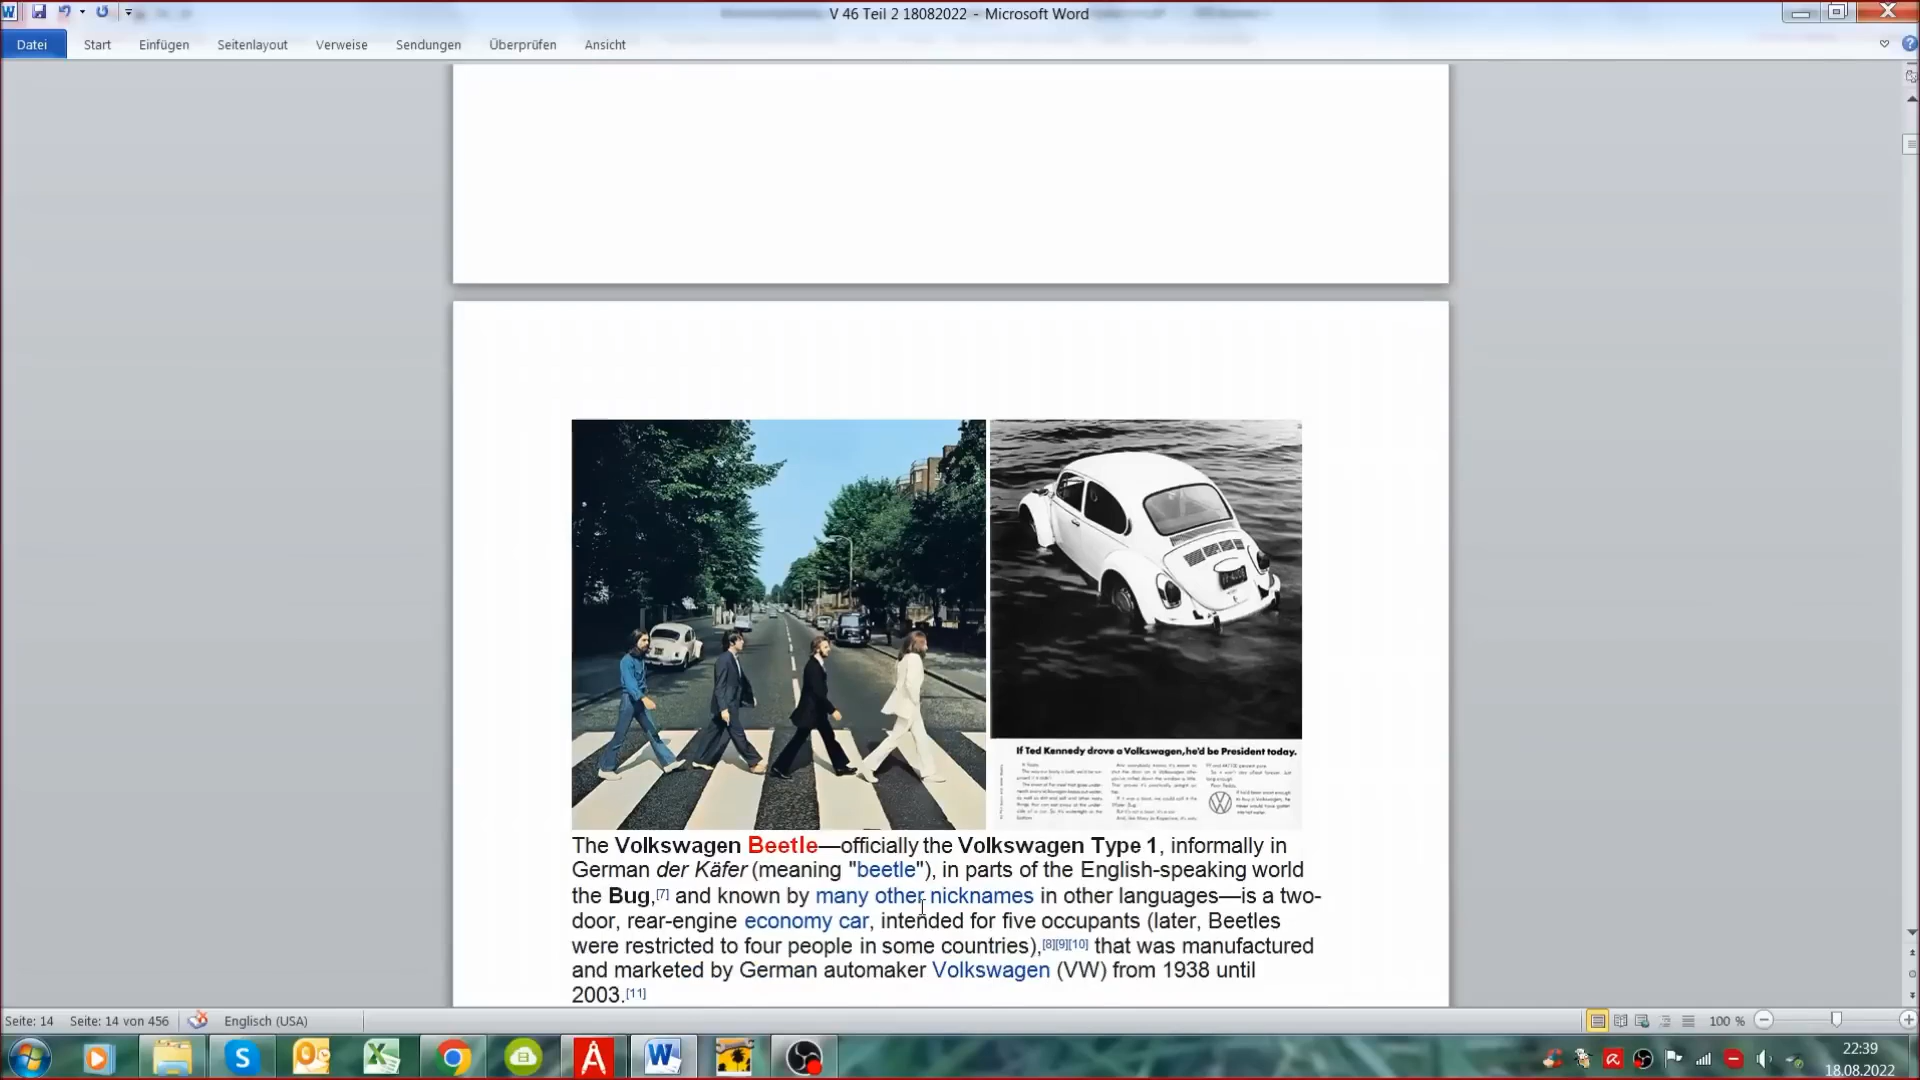 V 46 Teil 2 18082022 - Microsoft Word
Datei Start Einfügen Seitenlayout Verweise Sendungen Überprüfen Ansicht
If Ted Kennedy drove a Volkswagen, he'd be President today.
The Volkswagen Beetle—officially the Volkswagen Type 1, informally in
German der Käfer (meaning "beetle"), in parts of the English-speaking world
the Bug,[7] and known by many other nicknames in other languages—is a two-
door, rear-engine economy car, intended for five occupants (later, Beetles
were restricted to four people in some countries),[8][9][10] that was manufactured
and marketed by German automaker Volkswagen (VW) from 1938 until
2003.[11]
Seite: 14 Seite: 14 von 456 Englisch (USA) 100 %
22:39
18.08.2022